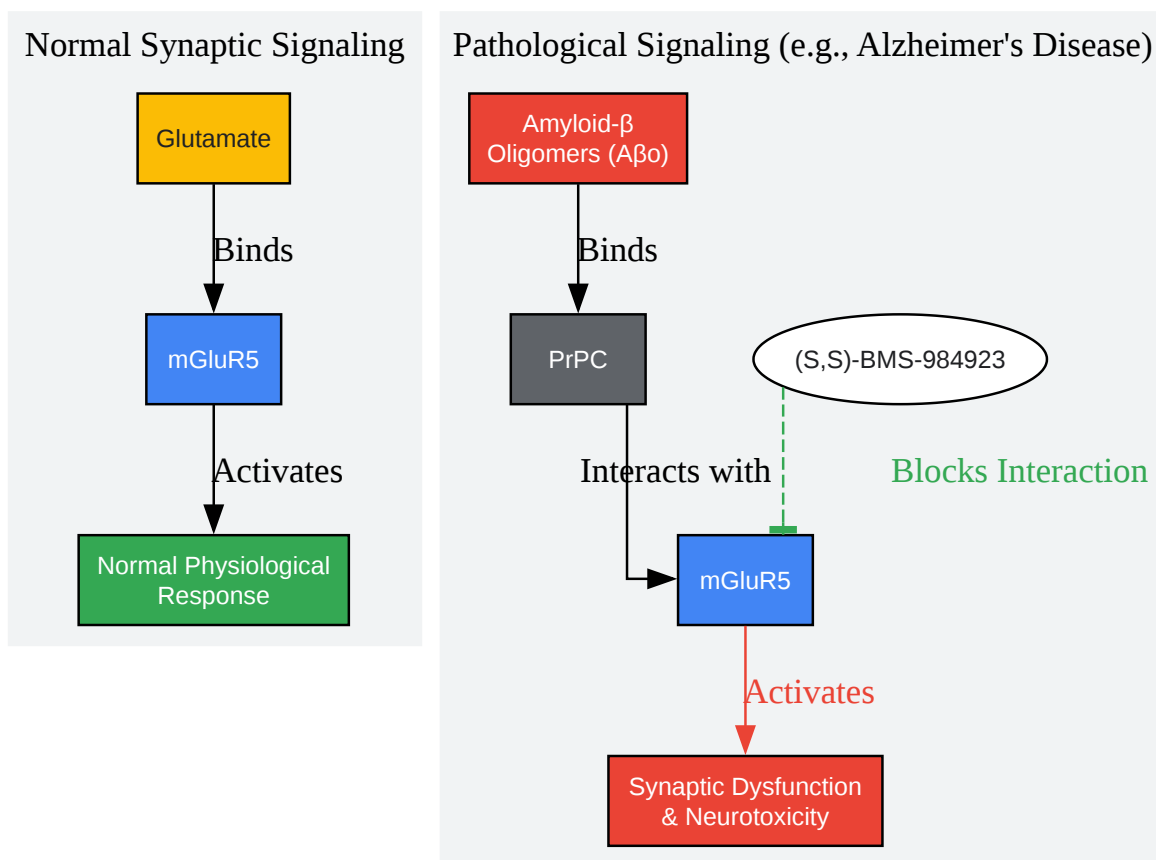 Normal Synaptic Signaling
Glutamate
Binds
mGluR5
Activates
Normal Physiological
Response
Pathological Signaling (e.g., Alzheimer's Disease)
Amyloid-β
Oligomers (Aβo)
Binds
PrPC
(S,S)-BMS-984923
Interacts with
Blocks Interaction
mGluR5
Activates
Synaptic Dysfunction
& Neurotoxicity